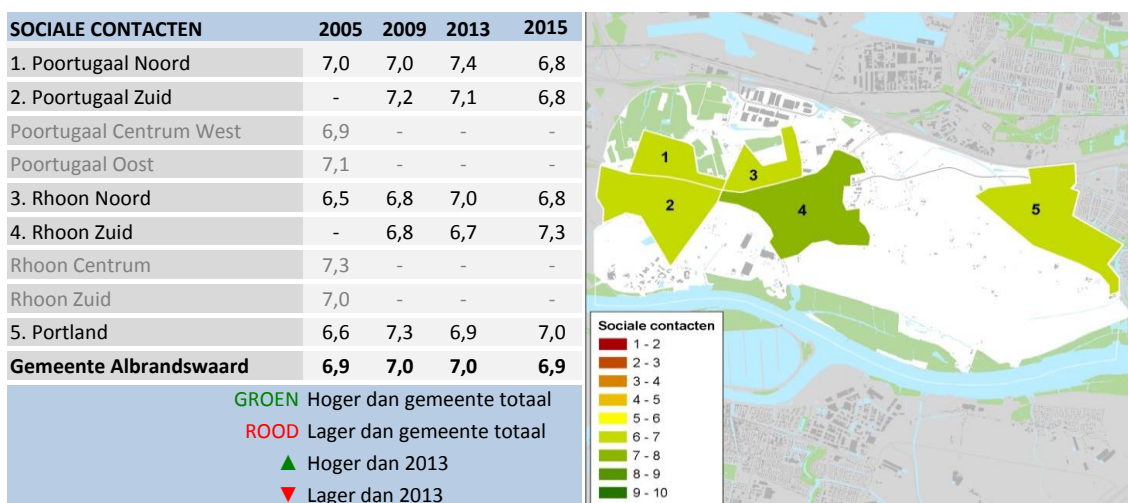 SOCIALE CONTACTEN 2005 2009 2013 2015
1. Poortugaal Noord 7,0 7,0 7,4 6,8
2. Poortugaal Zuid - 7,2 7,1 6,8
Poortugaal Centrum West 6,9 - - -
Poortugaal Oost 7,1 - - -
3. Rhoon Noord 6,5 6,8 7,0 6,8
4. Rhoon Zuid - 6,8 6,7 7,3
Rhoon Centrum 7,3 - - -
Rhoon Zuid 7,0 - - -
5. Portland 6,6 7,3 6,9 7,0
Gemeente Albrandswaard 6,9 7,0 7,0 6,9
GROEN Hoger dan gemeente totaal
ROOD Lager dan gemeente totaal
▲ Hoger dan 2013
▼ Lager dan 2013
1
3
2
4
5
Sociale contacten
1 - 2
2 - 3
3 - 4
4 - 5
5 - 6
6 - 7
7 - 8
8 - 9
9 - 10